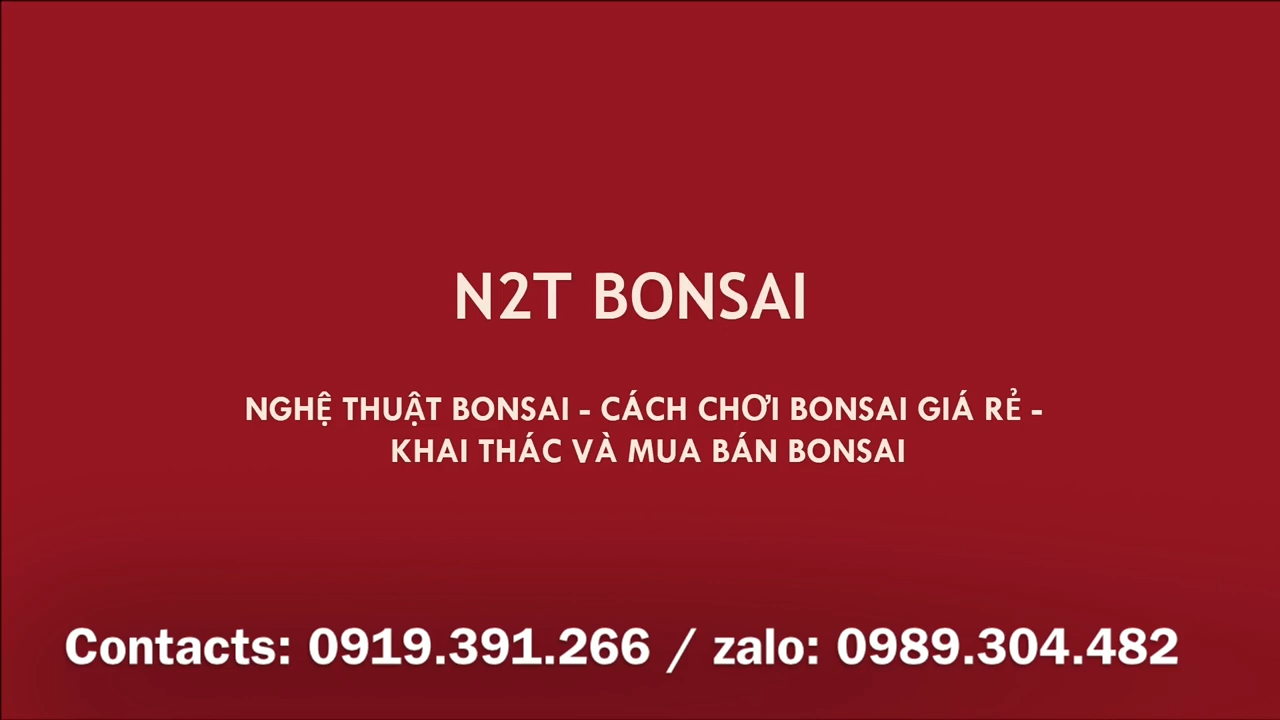 N2T BONSAI
NGHỆ THUẬT BONSAI - CÁCH CHƠI BONSAI GIÁ RẺ -
KHAI THÁC VÀ MUA BÁN BONSAI
Contacts: 0919.391.266 / zalo: 0989.304.482